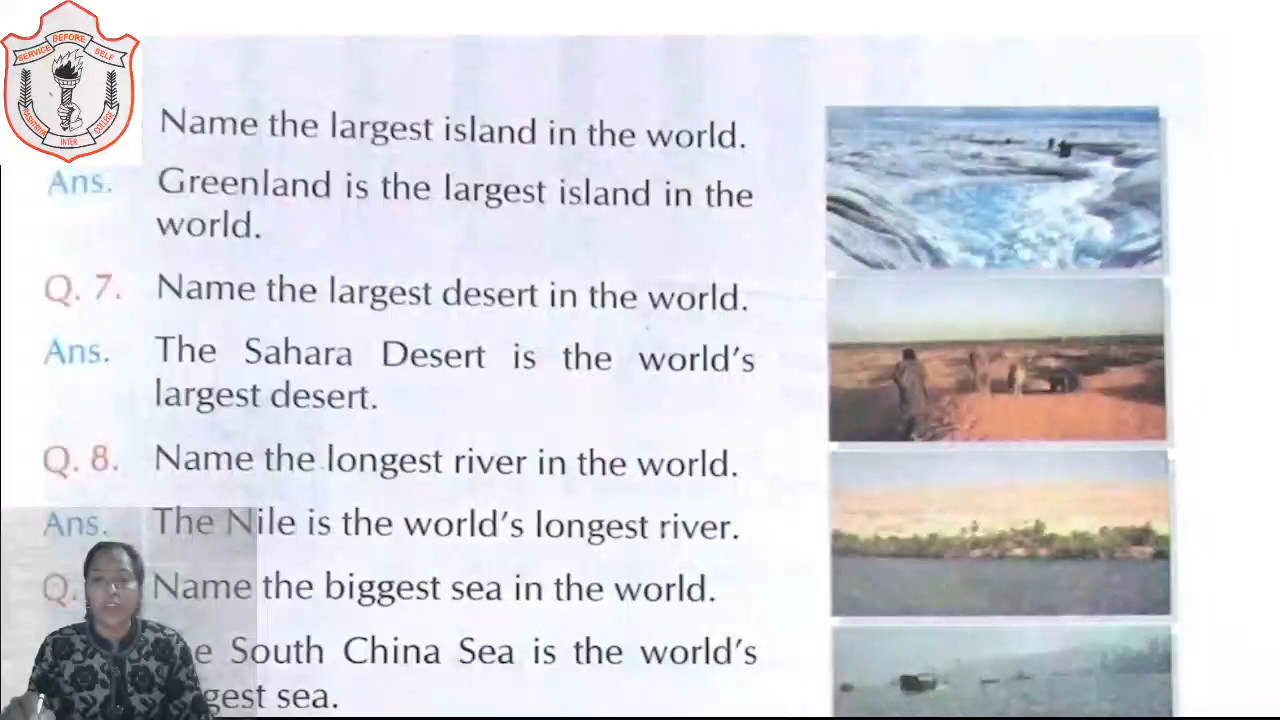 SERVICE BEFORE SELF
RASHTRIYA INTER COLLEGE
Name the largest island in the world.
Ans. Greenland is the largest island in the
world.
Q. 7. Name the largest desert in the world.
Ans. The Sahara Desert is the world's
largest desert.
Q. 8. Name the longest river in the world.
Ans. The Nile is the world's longest river.
Q. Name the biggest sea in the world.
South China Sea is the world's
sea.